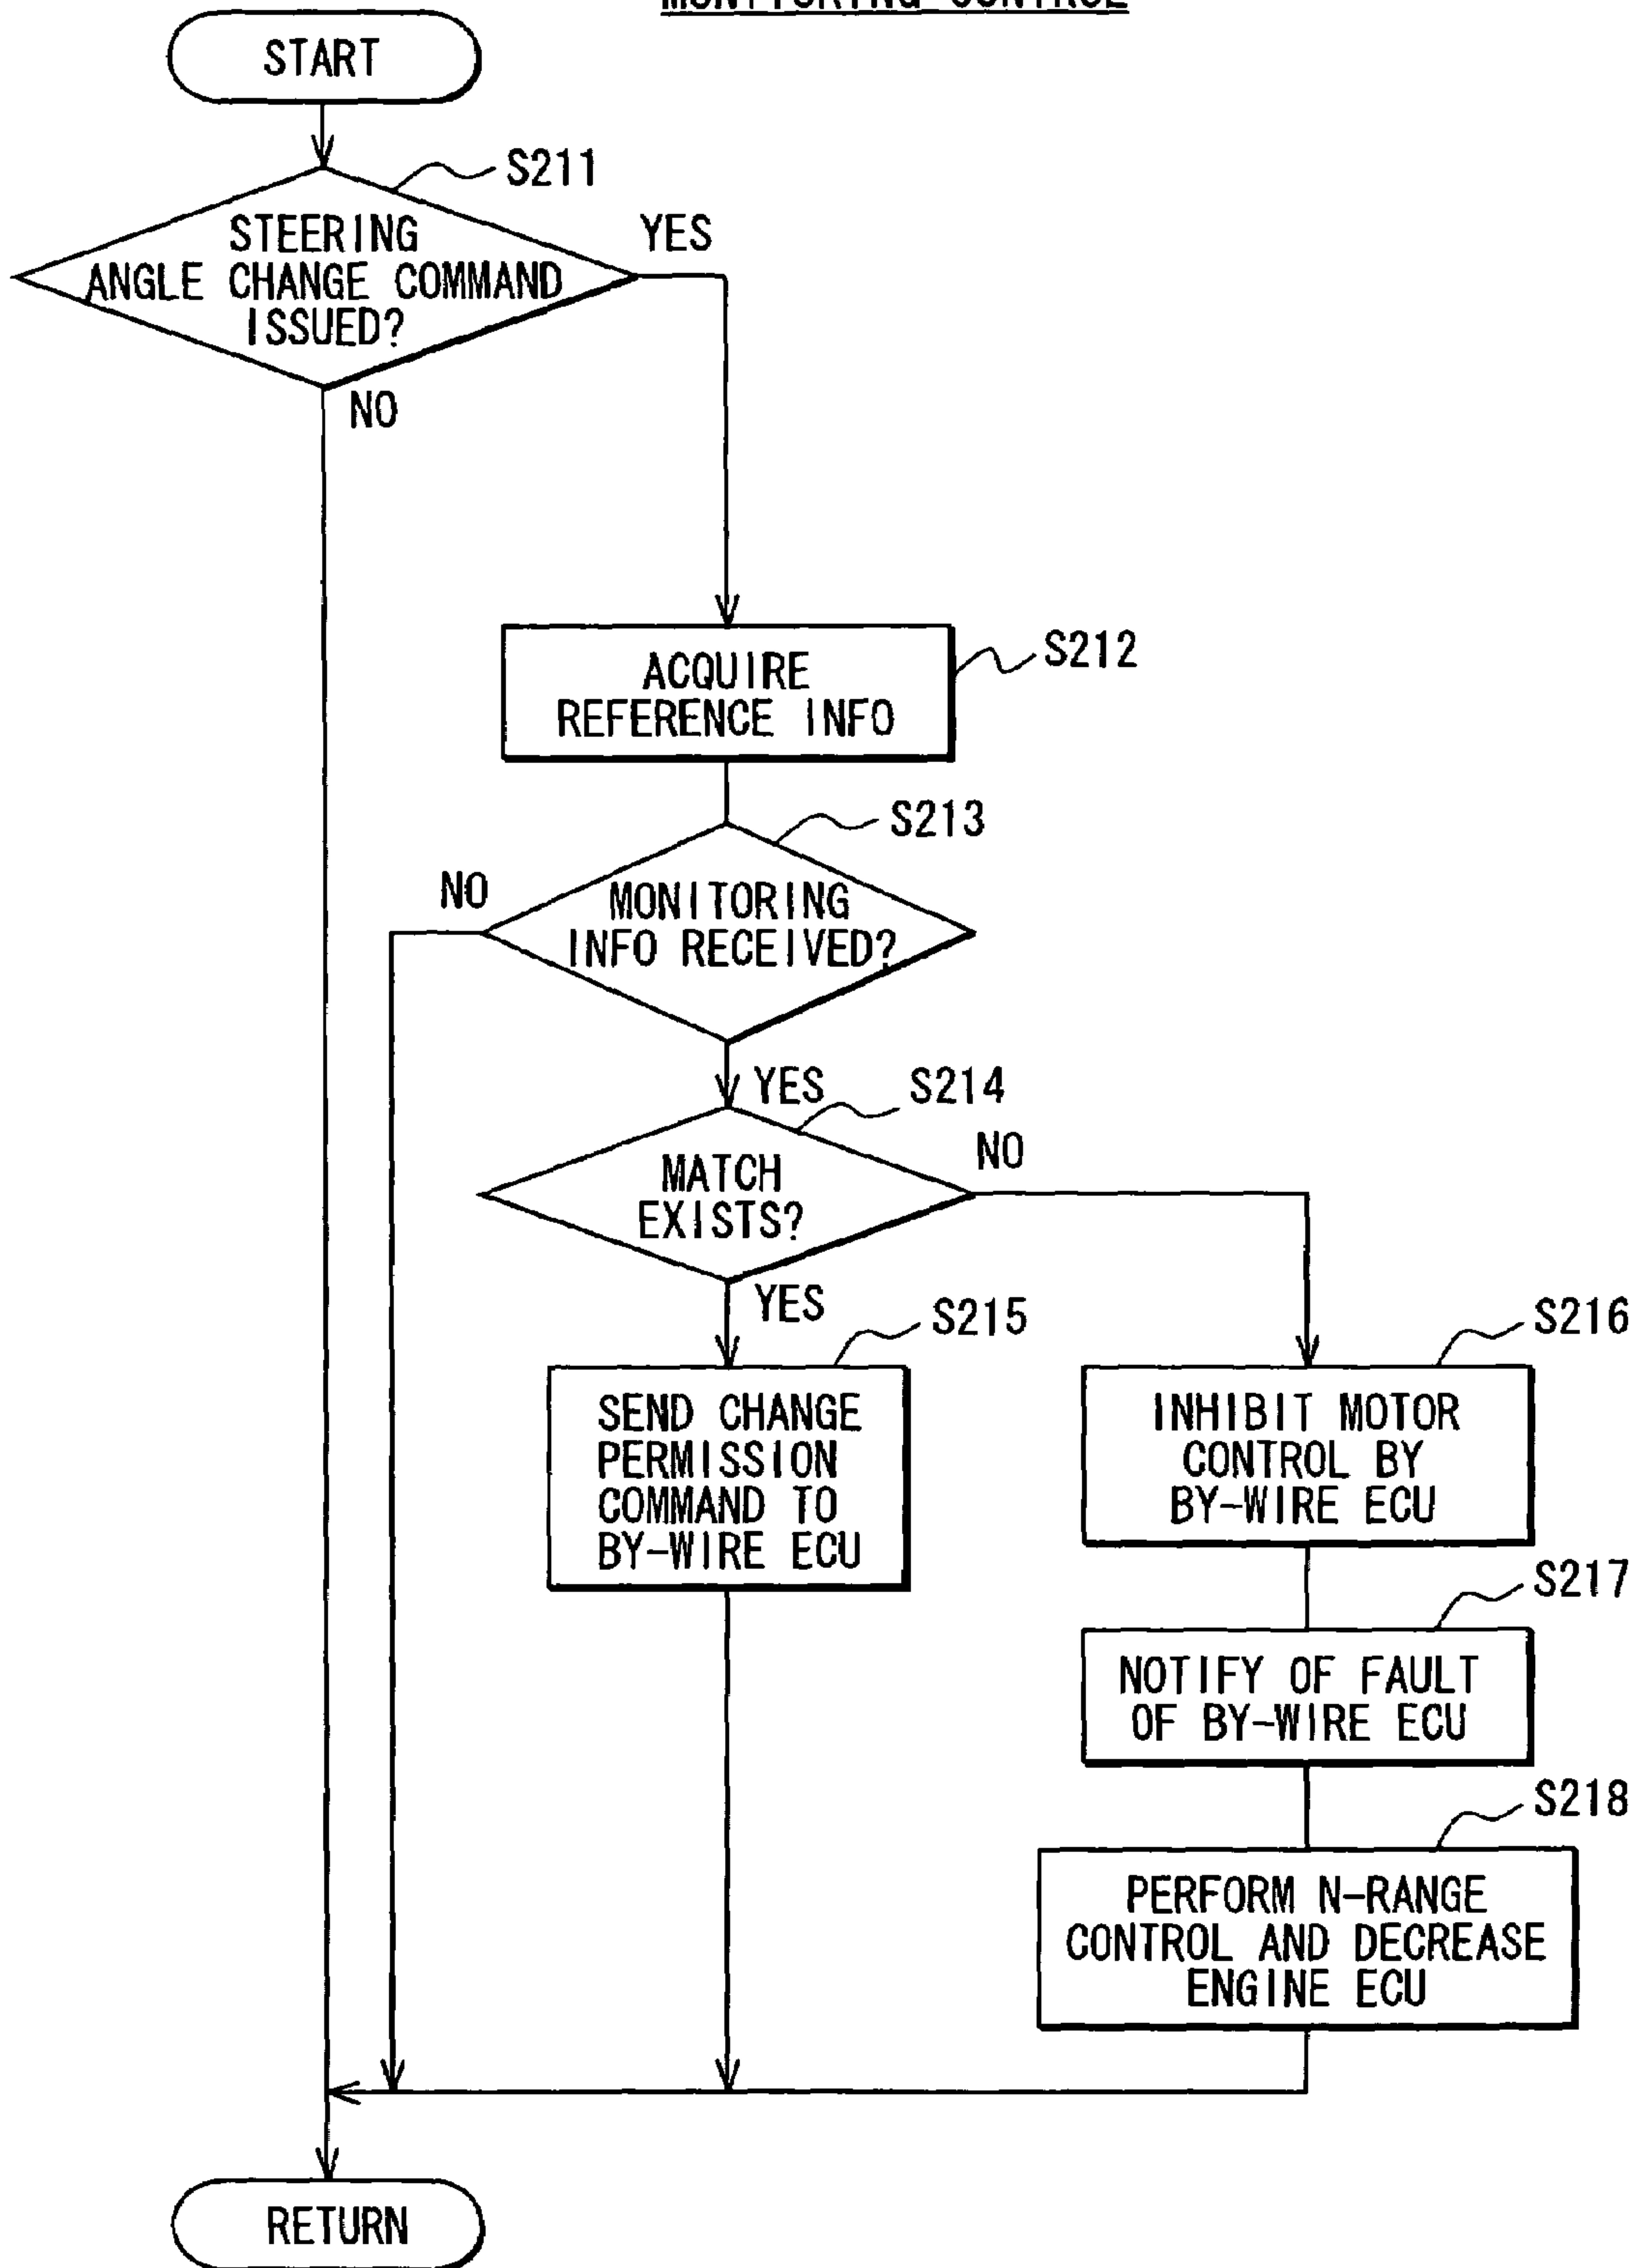 MONITORING CONTROL
START
S211
STEERING
ANGLE CHANGE COMMAND
ISSUED?
YES
NO
ACQUIRE
REFERENCE INFO
S212
S213
NO
MONITORING
INFO RECEIVED?
YES
S214
MATCH
EXISTS?
NO
YES
S215
SEND CHANGE
PERMISSION
COMMAND TO
BY-WIRE ECU
S216
INHIBIT MOTOR
CONTROL BY
BY-WIRE ECU
S217
NOTIFY OF FAULT
OF BY-WIRE ECU
S218
PERFORM N-RANGE
CONTROL AND DECREASE
ENGINE ECU
RETURN